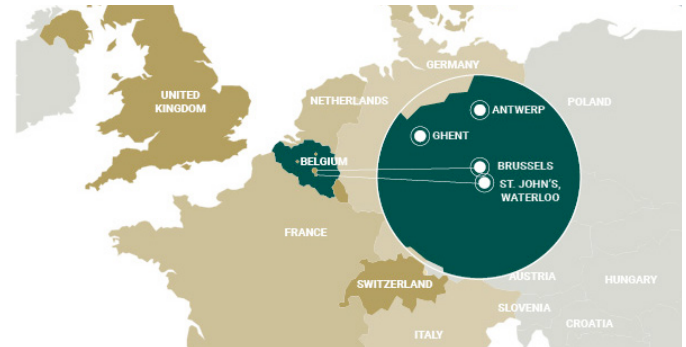 UNITED
KINGDOM
NETHERLANDS
GERMANY
POLAND
BELGIUM
ANTWERP
GHENT
BRUSSELS
ST. JOHN'S,
WATERLOO
FRANCE
SWITZERLAND
AUSTRIA
HUNGARY
SLOVENIA
CROATIA
ITALY